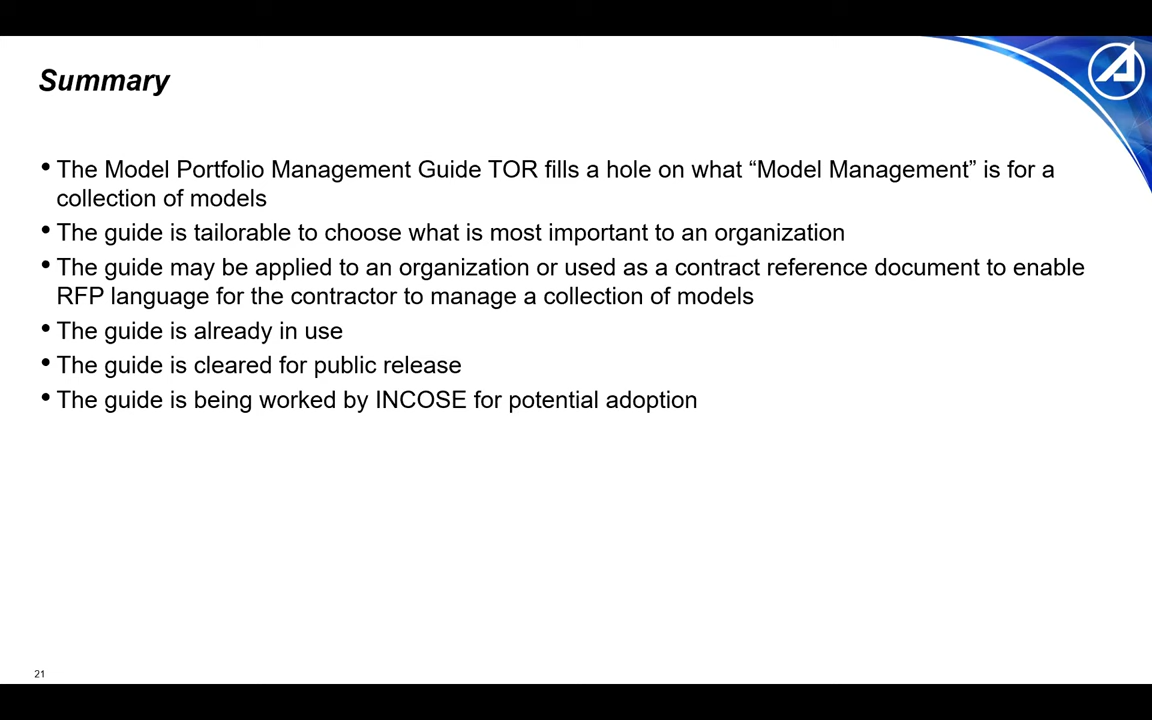 Summary
• The Model Portfolio Management Guide TOR fills a hole on what “Model Management” is for a
collection of models
• The guide is tailorable to choose what is most important to an organization
• The guide may be applied to an organization or used as a contract reference document to enable
RFP language for the contractor to manage a collection of models
• The guide is already in use
• The guide is cleared for public release
• The guide is being worked by INCOSE for potential adoption
21